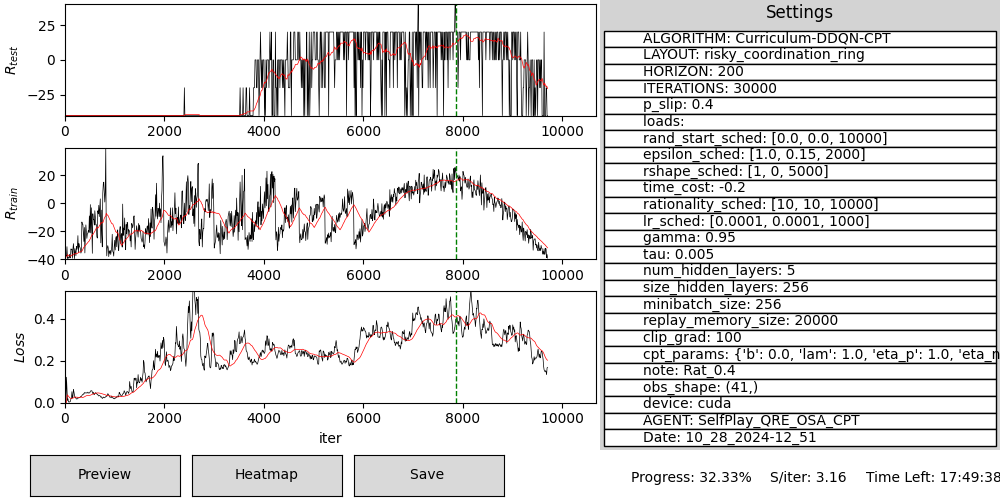 Settings
R_test
25
0
−25
0 2000 4000 6000 8000 10000
R_train
20
0
−20
−40
0 2000 4000 6000 8000 10000
Loss
0.4
0.2
0.0
0 2000 4000 6000 8000 10000
iter
ALGORITHM: Curriculum-DDQN-CPT
LAYOUT: risky_coordination_ring
HORIZON: 200
ITERATIONS: 30000
p_slip: 0.4
loads:
rand_start_sched: [0.0, 0.0, 10000]
epsilon_sched: [1.0, 0.15, 2000]
rshape_sched: [1, 0, 5000]
time_cost: -0.2
rationality_sched: [10, 10, 10000]
lr_sched: [0.0001, 0.0001, 1000]
gamma: 0.95
tau: 0.005
num_hidden_layers: 5
size_hidden_layers: 256
minibatch_size: 256
replay_memory_size: 20000
clip_grad: 100
cpt_params: {'b': 0.0, 'lam': 1.0, 'eta_p': 1.0, 'eta_n
note: Rat_0.4
obs_shape: (41,)
device: cuda
AGENT: SelfPlay_QRE_OSA_CPT
Date: 10_28_2024-12_51
Preview Heatmap Save
Progress: 32.33% S/iter: 3.16 Time Left: 17:49:38